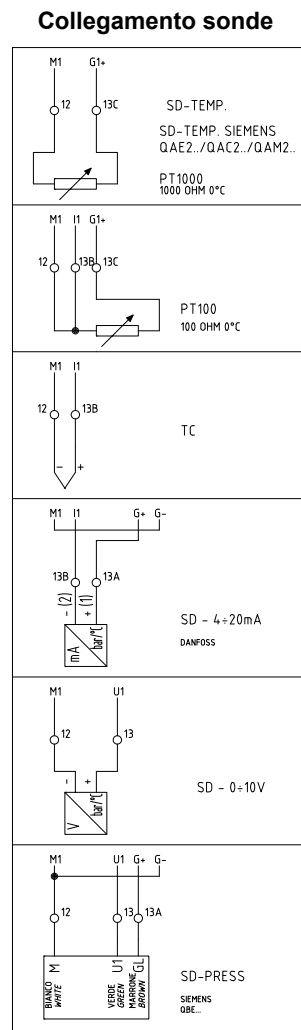 Collegamento sonde
M1 G1+
12 13C
SD-TEMP.
SD-TEMP. SIEMENS
QAE2../QAC2../QAM2..
PT1000
1000 OHM 0°C
M1 I1 G1+
12 13B 13C
PT100
100 OHM 0°C
M1 I1
12 13B
TC
- +
M1 I1 G+ G-
13B 13A
- (2) + (1)
mA bar/°C
SD - 4÷20mA
DANFOSS
M1 U1
12 13
- +
V bar/°C
SD - 0÷10V
M1 U1 G+ G-
12 13 13A
M U1 GL
BIANCO VERDE MARRONE
WHITE GREEN BROWN
SD-PRESS
SIEMENS
QBE...